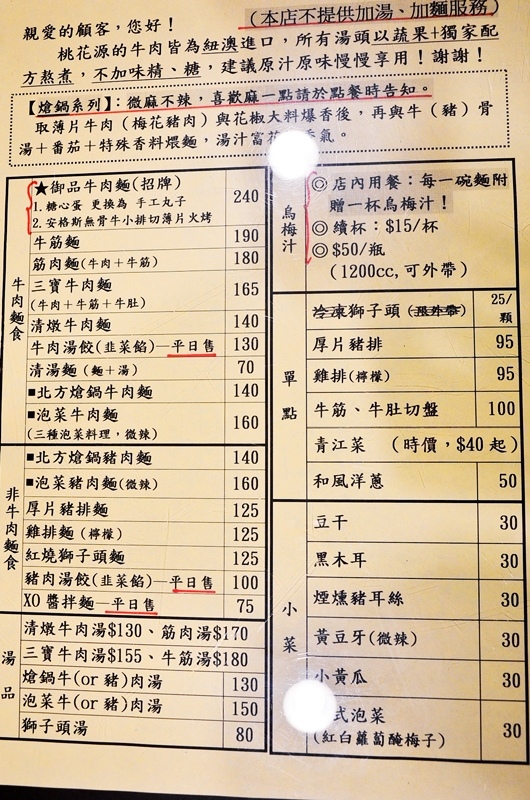 (本店不提供加湯、加麵服務)
親愛的顧客，您好！
桃花源的牛肉皆為紐澳進口，所有湯頭以蔬果+獨家配
方熬煮，不加味精、糖，建議原汁原味慢慢享用！謝謝！
【熗鍋系列】：微麻不辣，喜歡麻一點請於點餐時告知。
取薄片牛肉（梅花豬肉）與花椒大料爆香後，再與牛（豬）骨
湯＋番茄＋特殊香料煨麵，湯汁富 香氣。
牛肉麵食
★御品牛肉麵(招牌) 240
1.糖心蛋 更換為 手工丸子
2.安格斯無骨牛小排切薄片火烤
牛筋麵 190
筋肉麵(牛肉＋牛筋) 180
三寶牛肉麵 165
(牛肉＋牛筋＋牛肚)
清燉牛肉麵 140
牛肉湯餃(韭菜餡)—平日售 130
清湯麵（麵＋湯） 70
■北方熗鍋牛肉麵 140
■泡菜牛肉麵 160
(三種泡菜料理，微辣)
非牛肉麵食
■北方熗鍋豬肉麵 140
■泡菜豬肉麵(微辣) 160
厚片豬排麵 125
雞排麵（檸檬） 125
紅燒獅子頭麵 125
豬肉湯餃(韭菜餡)—平日售 100
XO醬拌麵—平日售 75
湯品
清燉牛肉湯$130、筋肉湯$170
三寶牛肉湯$155、牛筋湯$180
熗鍋牛(or 豬)肉湯 130
泡菜牛(or 豬)肉湯 150
獅子頭湯 80
烏梅汁
◎店內用餐：每一碗麵附
贈一杯烏梅汁！
◎續杯：$15/杯
◎$50/瓶
(1200cc,可外帶)
單點
冷凍獅子頭 (限外帶) 25/顆
厚片豬排 95
雞排(檸檬) 95
牛筋、牛肚切盤 100
青江菜 （時價，$40起）
和風洋蔥 50
小菜
豆干 30
黑木耳 30
煙燻豬耳絲 30
黃豆芽(微辣) 30
小黃瓜 30
式泡菜 30
(紅白蘿蔔醃梅子)